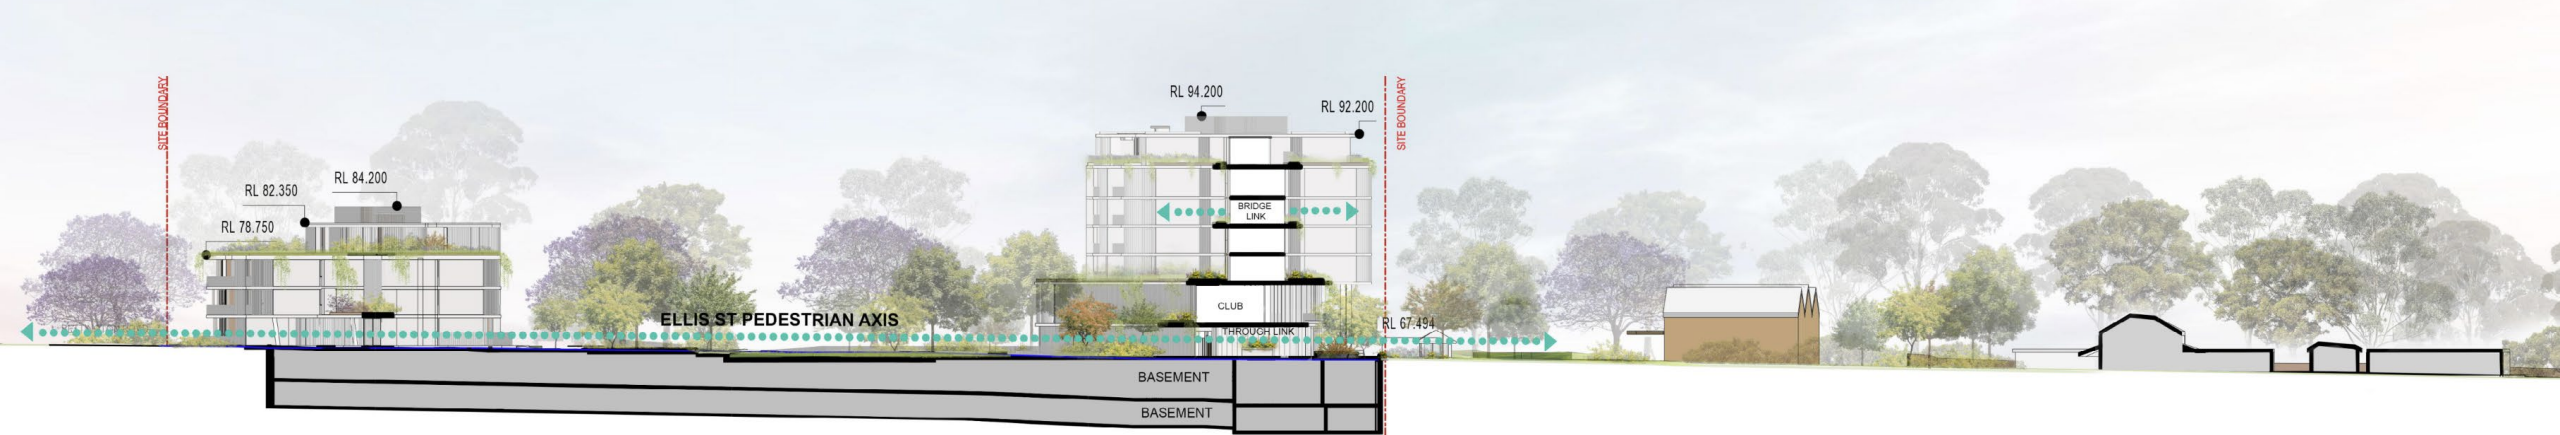 SITE BOUNDARY
RL 82.350
RL 84.200
RL 78.750
ELLIS ST PEDESTRIAN AXIS
RL 94.200
RL 92.200
SITE BOUNDARY
BRIDGE
LINK
CLUB
THROUGH LINK
RL 67.494
BASEMENT
BASEMENT